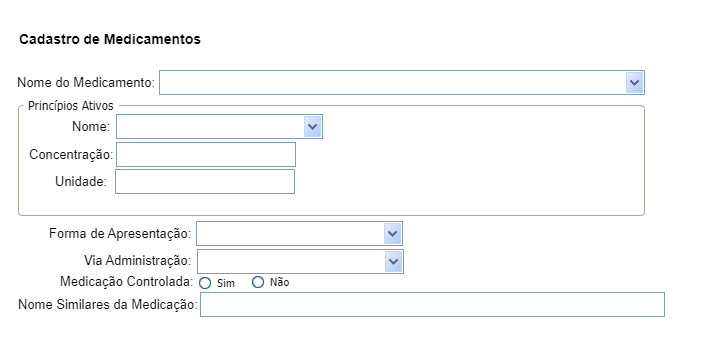 Cadastro de Medicamentos
Nome do Medicamento:
Princípios Ativos
Nome:
Concentração:
Unidade:
Forma de Apresentação:
Via Administração:
Medicação Controlada: Sim Não
Nome Similares da Medicação: